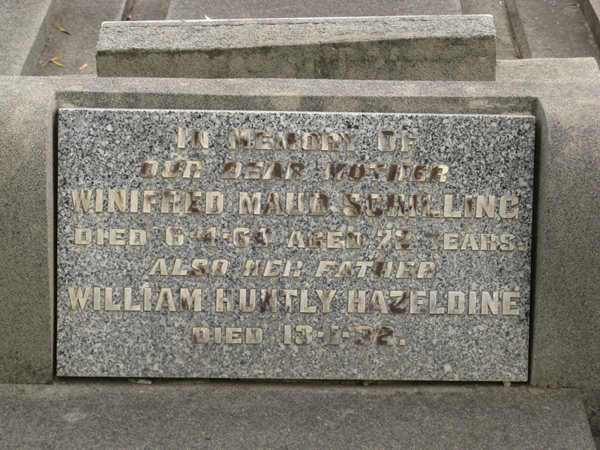 IN MEMORY OF
OUR DEAR MOTHER
WINIFRED MAUD SCHILLING
DIED 6-4-64 AGED 72 YEARS.
ALSO HER FATHER
WILLIAM HUNTLY HAZELDINE
DIED 13-1-32.